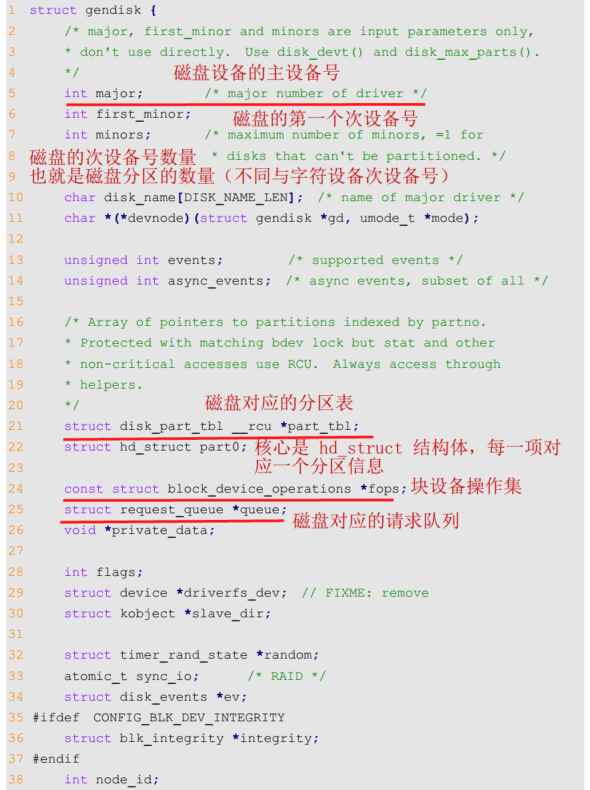 1 struct gendisk {
2 /* major, first_minor and minors are input parameters only,
3 * don't use directly. Use disk_devt() and disk_max_parts().
4 */ 磁盘设备的主设备号
5 int major; /* major number of driver */
6 int first_minor; 磁盘的第一个次设备号
7 int minors; /* maximum number of minors, =1 for
8 磁盘的次设备号数量 * disks that can't be partitioned. */
9 也就是磁盘分区的数量（不同与字符设备次设备号）
10 char disk_name[DISK_NAME_LEN]; /* name of major driver */
11 char *(*devnode)(struct gendisk *gd, umode_t *mode);
12
13 unsigned int events; /* supported events */
14 unsigned int async_events; /* async events, subset of all */
15
16 /* Array of pointers to partitions indexed by partno.
17 * Protected with matching bdev lock but stat and other
18 * non-critical accesses use RCU. Always access through
19 * helpers.
20 */ 磁盘对应的分区表
21 struct disk_part_tbl __rcu *part_tbl;
22 struct hd_struct part0; 核心是 hd_struct 结构体，每一项对
23 应一个分区信息
24 const struct block_device_operations *fops; 块设备操作集
25 struct request_queue *queue; 磁盘对应的请求队列
26 void *private_data;
27
28 int flags;
29 struct device *driverfs_dev; // FIXME: remove
30 struct kobject *slave_dir;
31
32 struct timer_rand_state *random;
33 atomic_t sync_io; /* RAID */
34 struct disk_events *ev;
35 #ifdef CONFIG_BLK_DEV_INTEGRITY
36 struct blk_integrity *integrity;
37 #endif
38 int node_id;